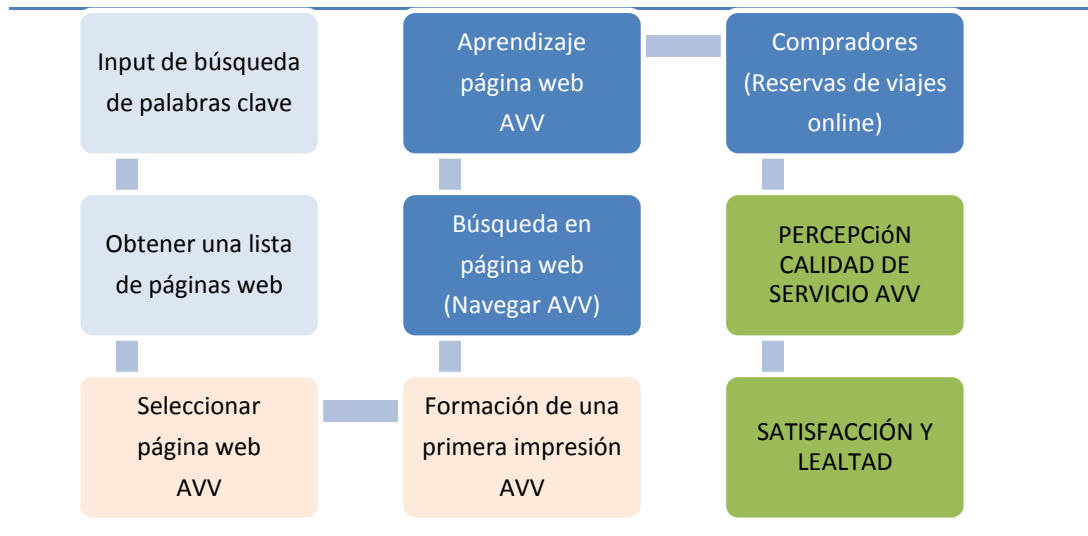 Input de búsqueda
de palabras clave
Obtener una lista
de páginas web
Seleccionar
página web
AVV
Formación de una
primera impresión
AVV
Búsqueda en
página web
(Navegar AVV)
Aprendizaje
página web
AVV
Compradores
(Reservas de viajes
online)
PERCEPCiÓN
CALIDAD DE
SERVICIO AVV
SATISFACCIÓN Y
LEALTAD